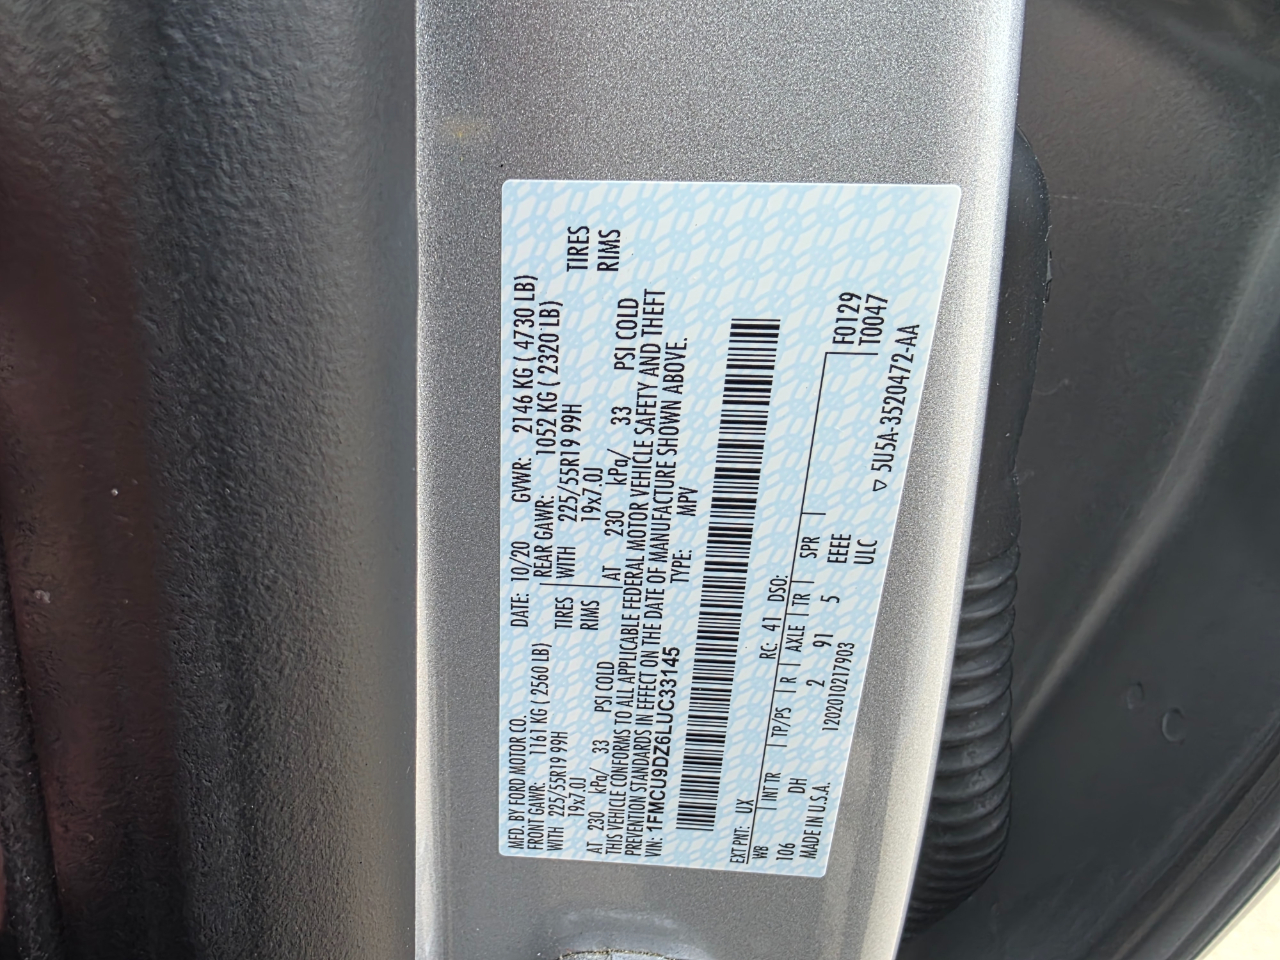 MFD. BY FORD MOTOR CO. DATE: 10/20 GVWR: 2146 KG ( 4730 LB)
FRONT GAWR: 1161 KG ( 2560 LB) REAR GAWR: 1052 KG ( 2320 LB)
WITH 225/55R19 99H TIRES WITH 225/55R19 99H TIRES
19x7.0J RIMS 19x7.0J RIMS
AT 230 kPa/ 33 PSI COLD AT 230 kPa/ 33 PSI COLD
THIS VEHICLE CONFORMS TO ALL APPLICABLE FEDERAL MOTOR VEHICLE SAFETY AND THEFT
PREVENTION STANDARDS IN EFFECT ON THE DATE OF MANUFACTURE SHOWN ABOVE.
VIN: 1FMCU9DZ6LUC33145 TYPE: MPV
EXT PNT: UX RC: 41 DSO:
WB INT TR TP/PS R AXLE TR SPR F0129
106 DH 2 91 5 EEEE T0047
MADE IN U.S.A. 1202010217903 ULC 5U5A-3520472-AA